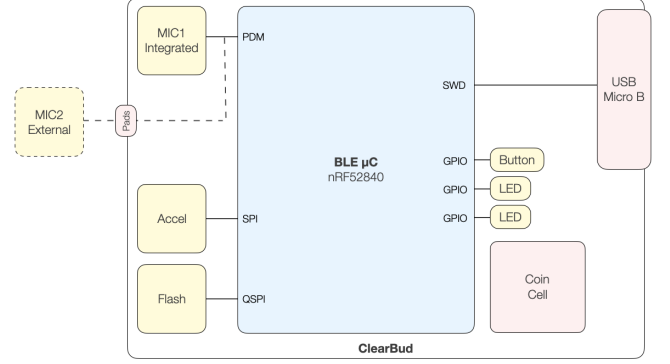 MIC1
Integrated
PDM
USB
Micro B
SWD
MIC2
External
Pads
BLE µC
nRF52840
GPIO
Button
GPIO
LED
GPIO
LED
Accel
SPI
Coin
Cell
Flash
QSPI
ClearBud